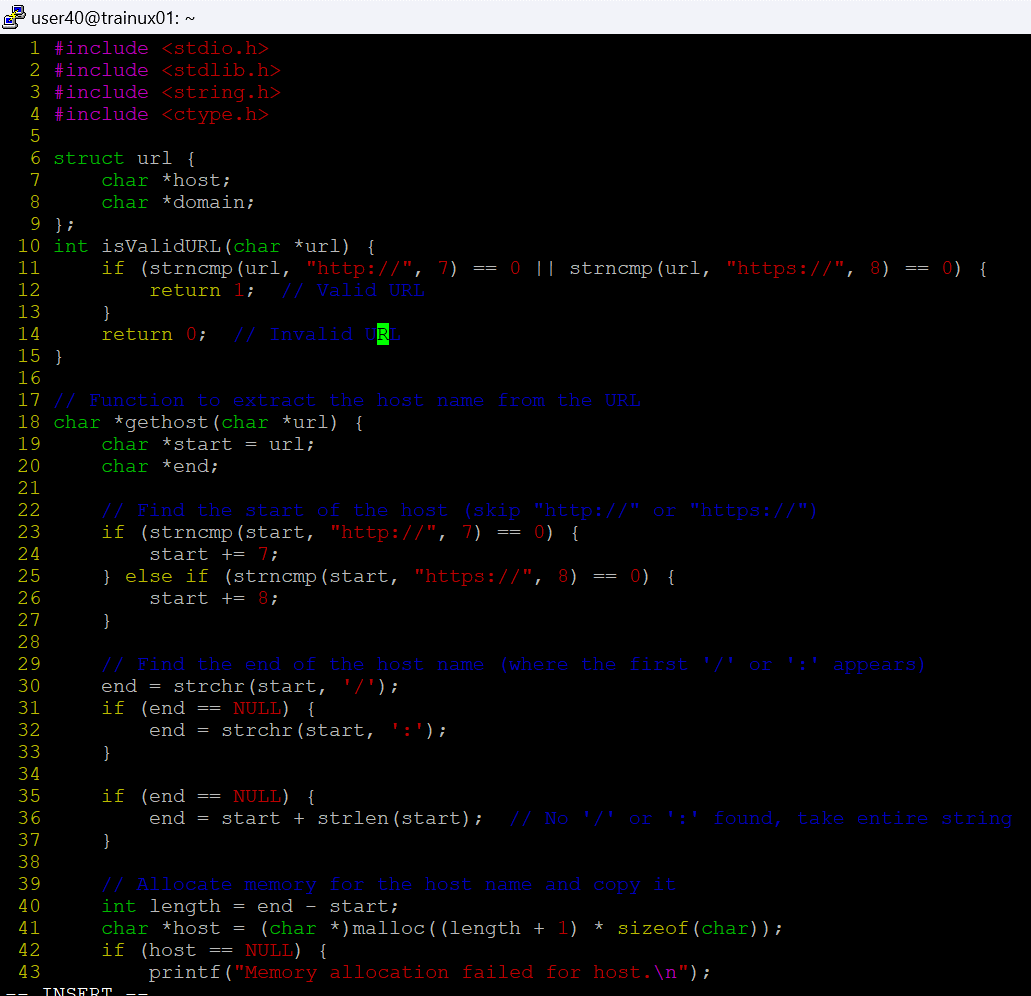 user40@trainux01: ~
1 #include <stdio.h>
2 #include <stdlib.h>
3 #include <string.h>
4 #include <ctype.h>
5
6 struct url {
7     char *host;
8     char *domain;
9 };
10 int isValidURL(char *url) {
11     if (strncmp(url, "http://", 7) == 0 || strncmp(url, "https://", 8) == 0) {
12         return 1;  // Valid URL
13     }
14     return 0;  // Invalid URL
15 }
16
17 // Function to extract the host name from the URL
18 char *gethost(char *url) {
19     char *start = url;
20     char *end;
21
22     // Find the start of the host (skip "http://" or "https://")
23     if (strncmp(start, "http://", 7) == 0) {
24         start += 7;
25     } else if (strncmp(start, "https://", 8) == 0) {
26         start += 8;
27     }
28
29     // Find the end of the host name (where the first '/' or ':' appears)
30     end = strchr(start, '/');
31     if (end == NULL) {
32         end = strchr(start, ':');
33     }
34
35     if (end == NULL) {
36         end = start + strlen(start);  // No '/' or ':' found, take entire string
37     }
38
39     // Allocate memory for the host name and copy it
40     int length = end - start;
41     char *host = (char *)malloc((length + 1) * sizeof(char));
42     if (host == NULL) {
43         printf("Memory allocation failed for host.\n");
-- INSERT --